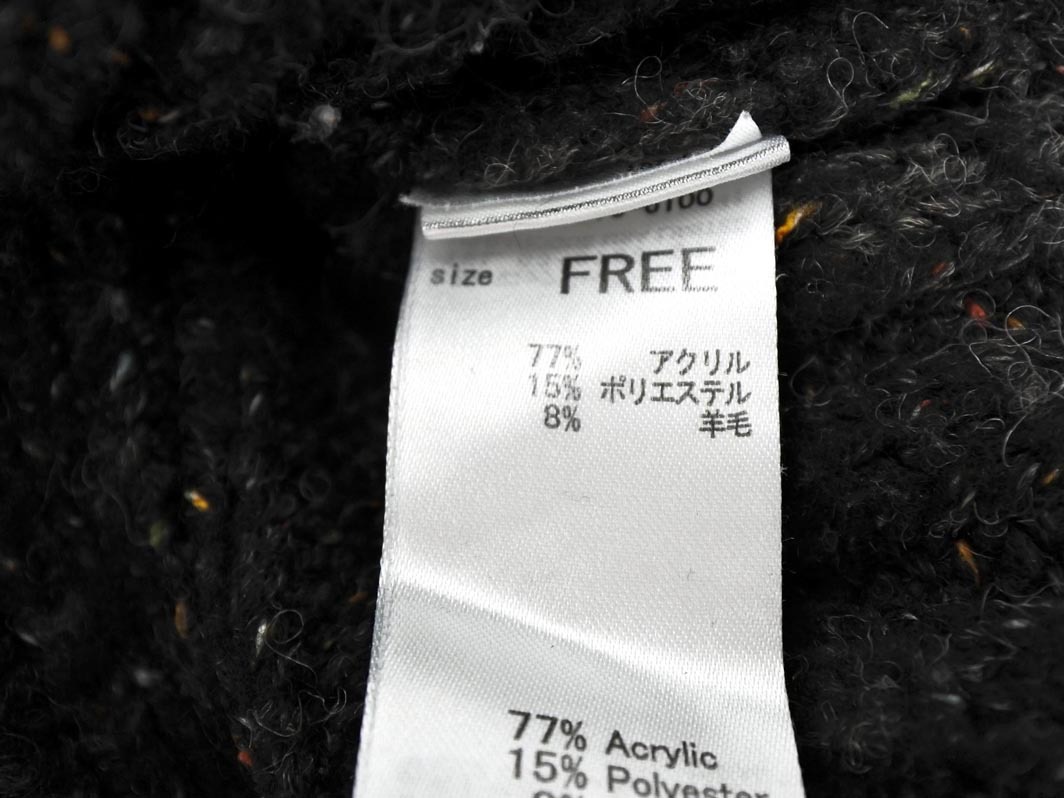 size FREE
77% アクリル
15% ポリエステル
8% 羊毛
77% Acrylic
15% Polyester